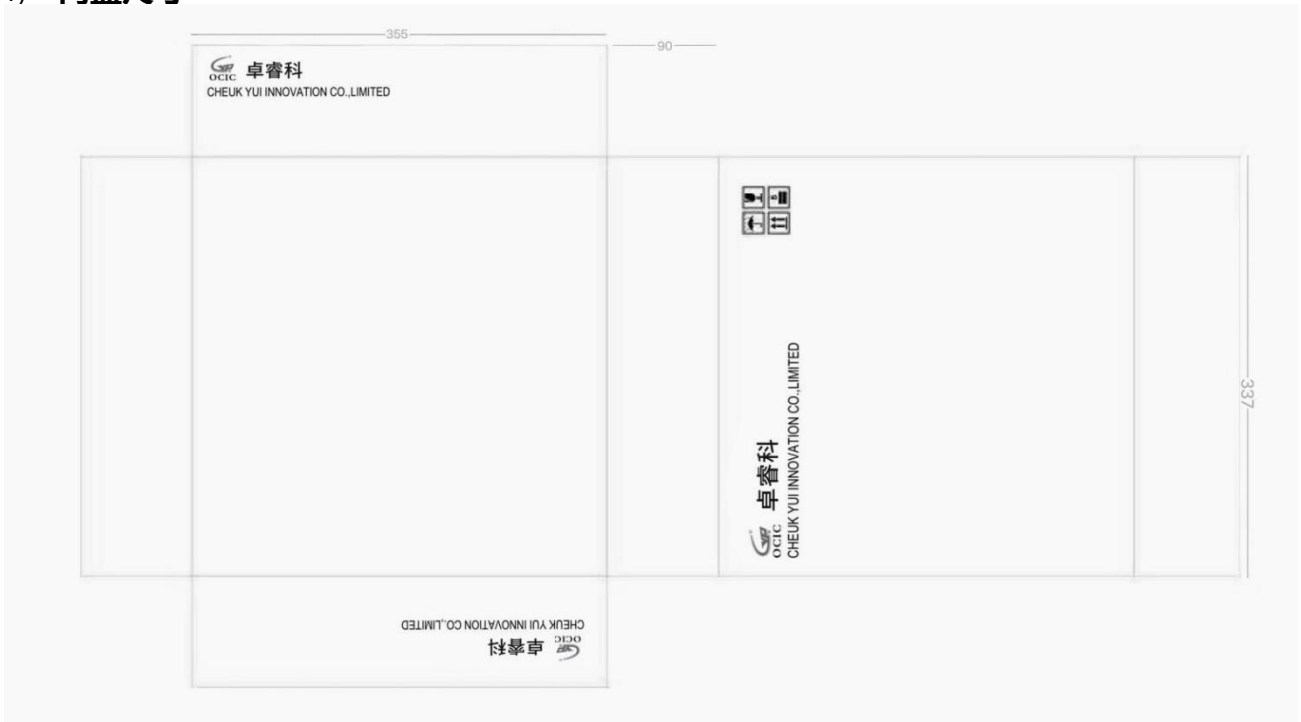 355
90
OCIC 卓睿科
CHEUK YUI INNOVATION CO.,LIMITED
6
337
OCIC 卓睿科
CHEUK YUI INNOVATION CO.,LIMITED
CHEUK YUI INNOVATION CO.,LIMITED
OCIC 卓睿科